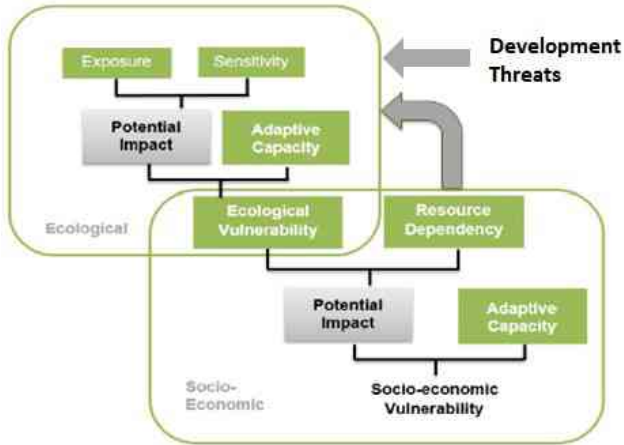 Development
Threats
Exposure
Sensitivity
Potential
Impact
Adaptive
Capacity
Ecological
Ecological
Vulnerability
Resource
Dependency
Potential
Impact
Adaptive
Capacity
Socio-
Economic
Socio-economic
Vulnerability